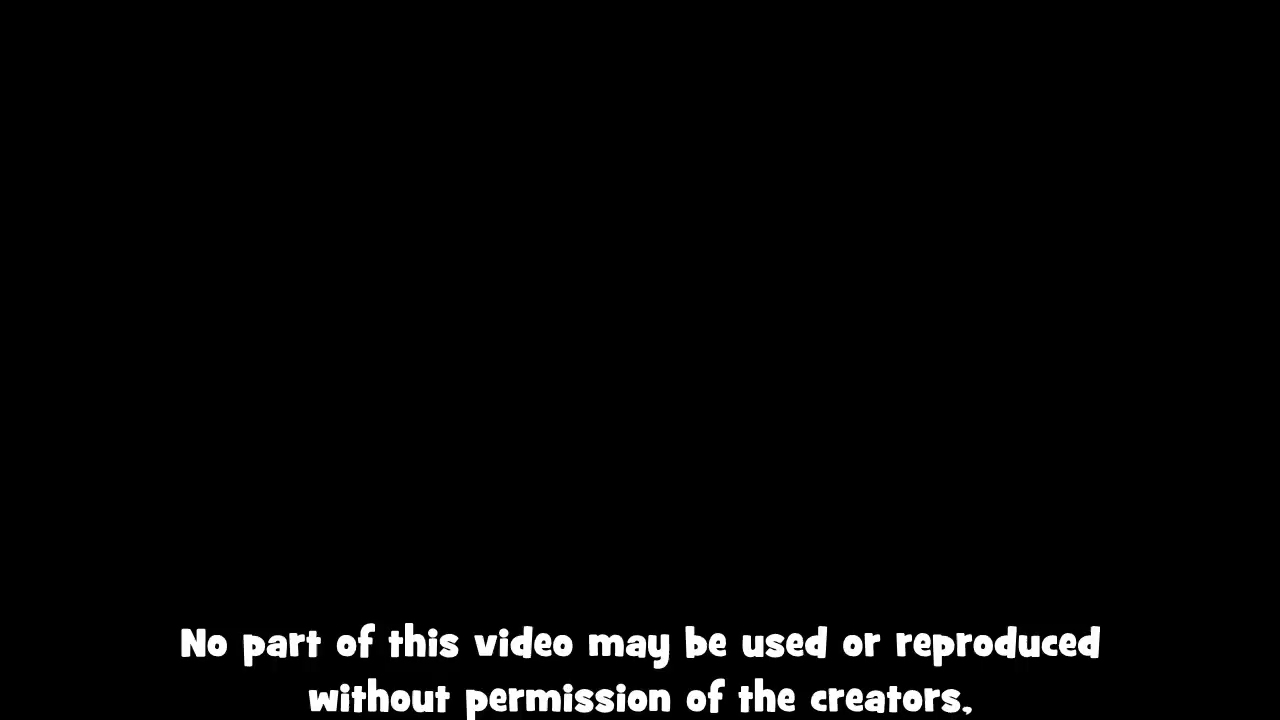 No part of this video may be used or reproduced
without permission of the creators.